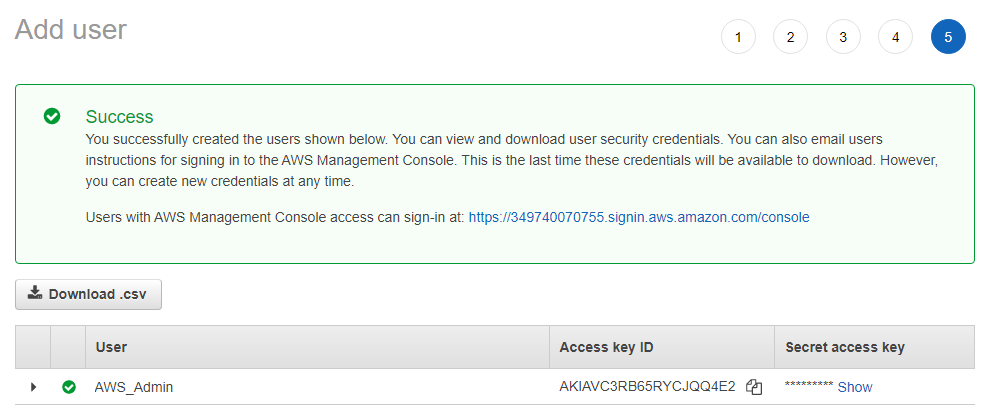 Add user
1 2 3 4 5
Success
You successfully created the users shown below. You can view and download user security credentials. You can also email users
instructions for signing in to the AWS Management Console. This is the last time these credentials will be available to download. However,
you can create new credentials at any time.
Users with AWS Management Console access can sign-in at: https://349740070755.signin.aws.amazon.com/console
Download .csv
User Access key ID Secret access key
AWS_Admin AKIAVC3RB65RYCJQQ4E2 ********* Show